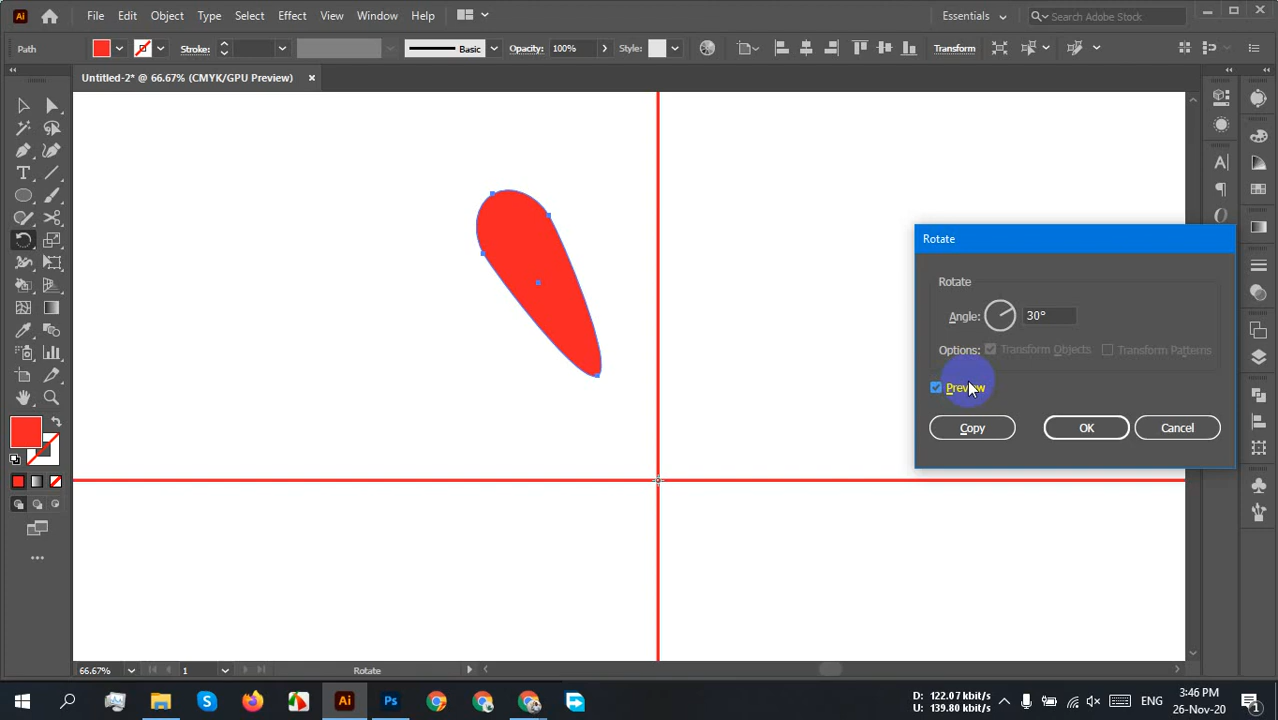 Ai File Edit Object Type Select Effect View Window Help Essentials Search Adobe Stock
Path Stroke: Basic Opacity: 100% Style: Transform
Untitled-2* @ 66.67% (CMYK/GPU Preview)
Rotate
Rotate
Angle: 30°
Options: Transform Objects Transform Patterns
Preview
Copy OK Cancel
66.67% 1 Rotate
Ai Ps D: 122.07 kbit/s ENG 3:46 PM
U: 139.80 kbit/s 26-Nov-20 1